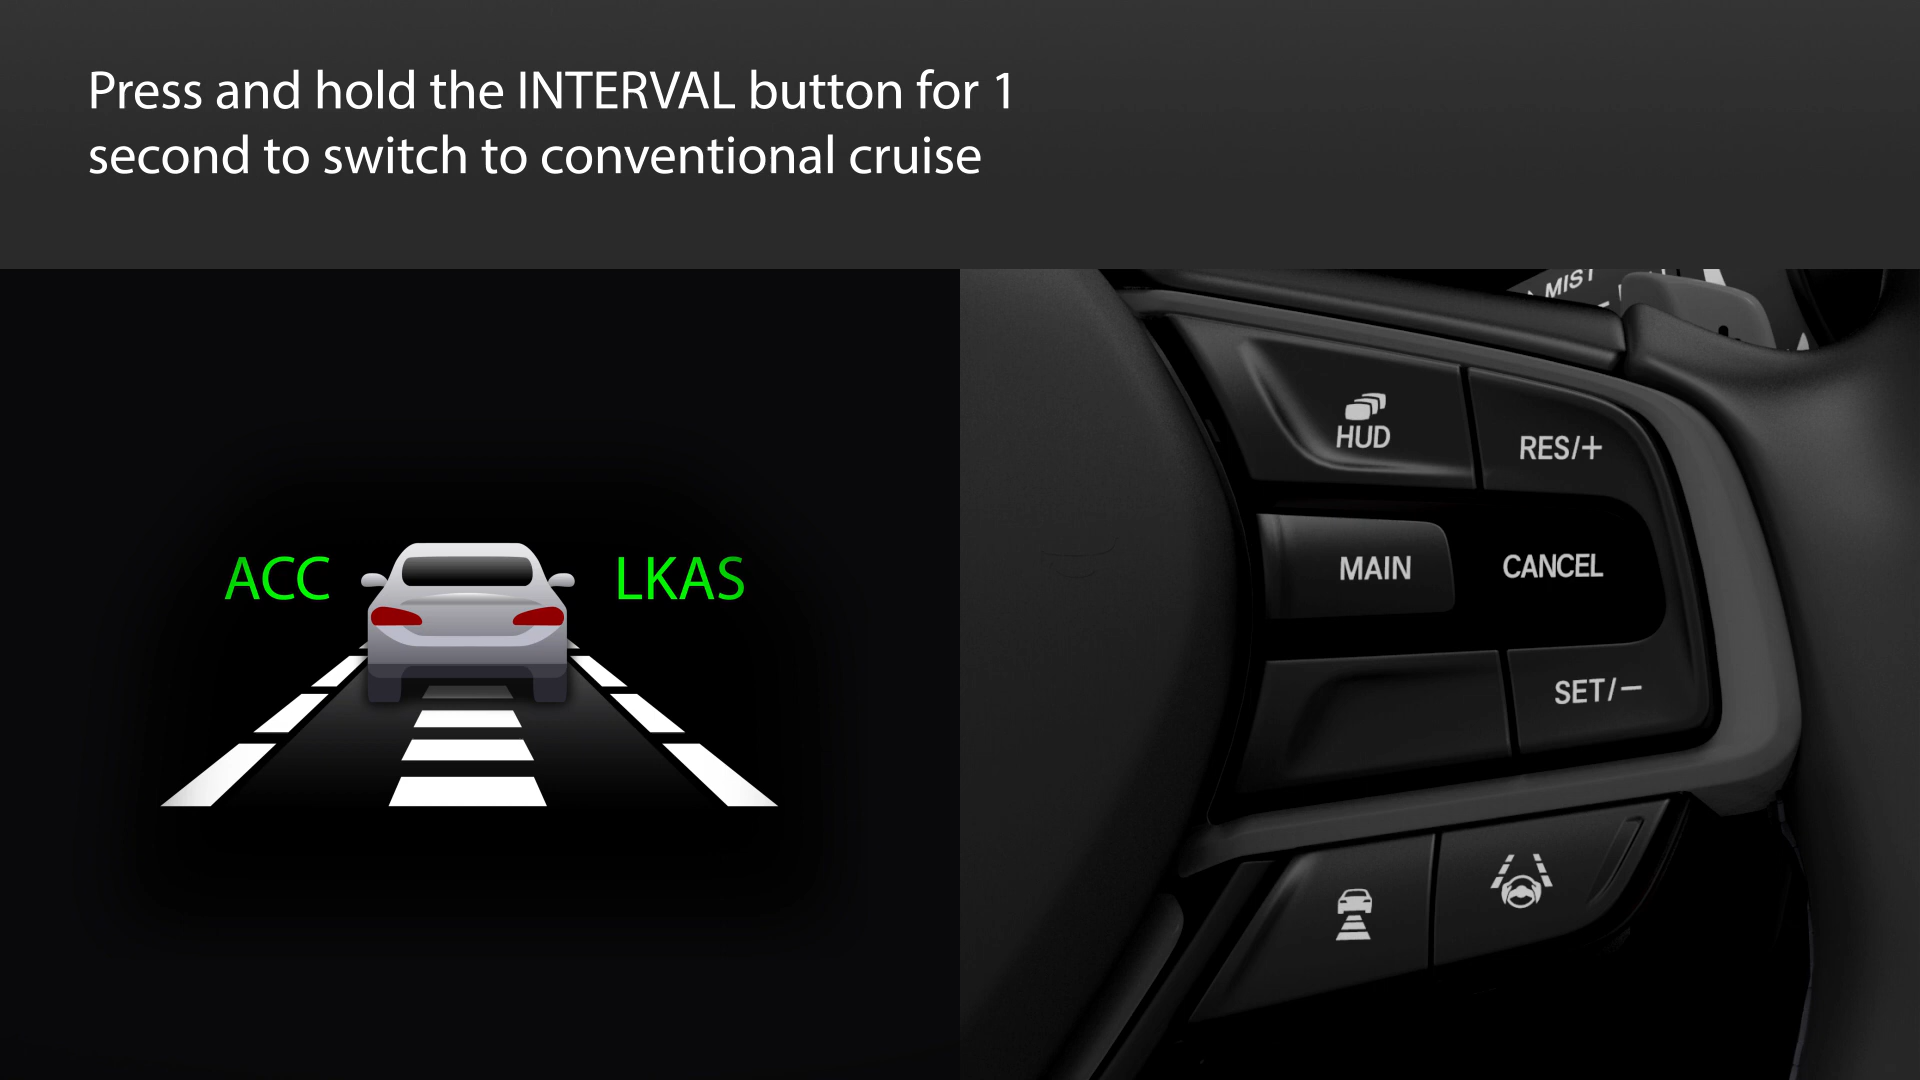 Press and hold the INTERVAL button for 1
second to switch to conventional cruise
MIST
HUD
RES/+
ACC
LKAS
MAIN
CANCEL
SET/−